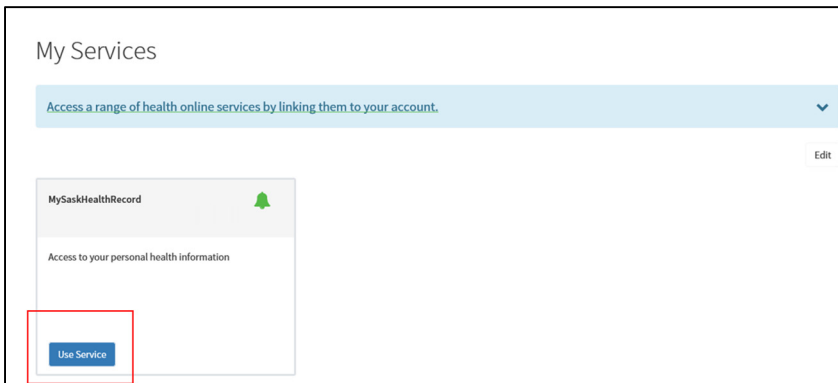 My Services
Access a range of health online services by linking them to your account.
Edit
MySaskHealthRecord
Access to your personal health information
Use Service